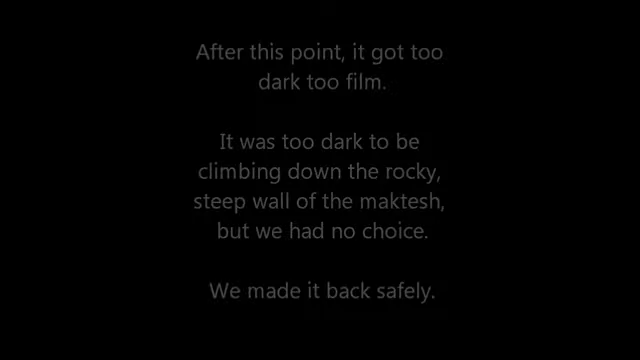 After this point, it got too
dark too film.
It was too dark to be
climbing down the rocky,
steep wall of the maktesh,
but we had no choice.
We made it back safely.